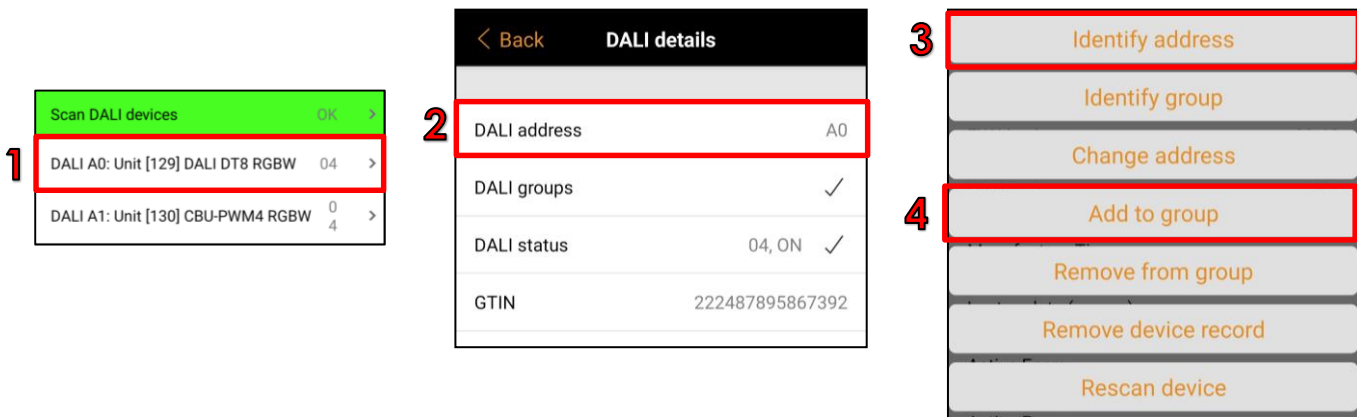 Scan DALI devices OK >
1
DALI A0: Unit [129] DALI DT8 RGBW 04 >
DALI A1: Unit [130] CBU-PWM4 RGBW 0 4 >
< Back DALI details
2
DALI address A0
DALI groups ✓
DALI status 04, ON ✓
GTIN 222487895867392
3
Identify address
Identify group
Change address
4
Add to group
Remove from group
Remove device record
Rescan device